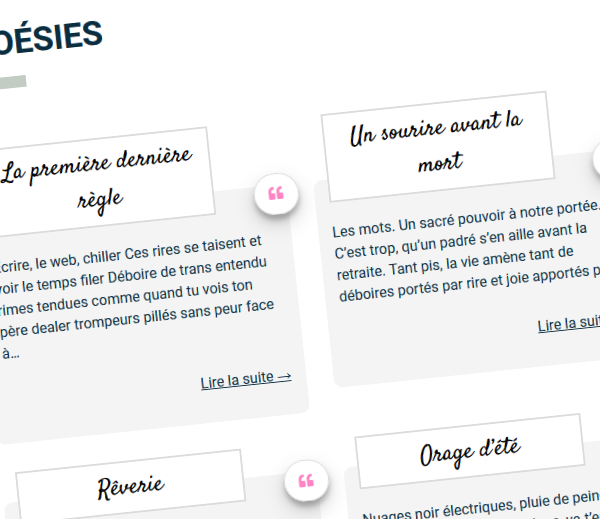 OÉSIES
La première dernière
règle
Un sourire avant la
mort
crire, le web, chiller Ces rires se taisent et
voir le temps filer Déboire de trans entendu
rimes tendues comme quand tu vois ton
père dealer trompeurs pillés sans peur face
à...
Lire la suite →
Les mots. Un sacré pouvoir à notre portée.
C'est trop, qu'un padré s'en aille avant la
retraite. Tant pis, la vie amène tant de
déboires portés par rire et joie apportés p
Lire la suit
Rêverie
Orage d'été
Nuages noir électriques, pluie de pein